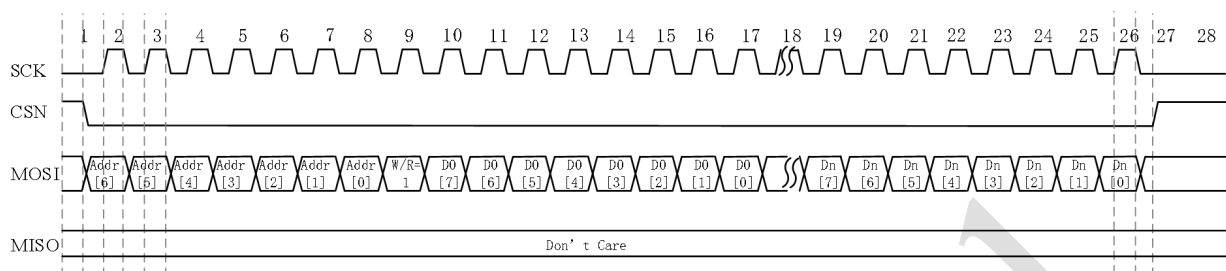 1 2 3 4 5 6 7 8 9 10 11 12 13 14 15 16 17 18 19 20 21 22 23 24 25 26 27 28
SCK
CSN
MOSI Addr [6] Addr [5] Addr [4] Addr [3] Addr [2] Addr [1] Addr [0] W/R= 1 D0 [7] D0 [6] D0 [5] D0 [4] D0 [3] D0 [2] D0 [1] D0 [0] Dn [7] Dn [6] Dn [5] Dn [4] Dn [3] Dn [2] Dn [1] Dn [0]
MISO Don't Care